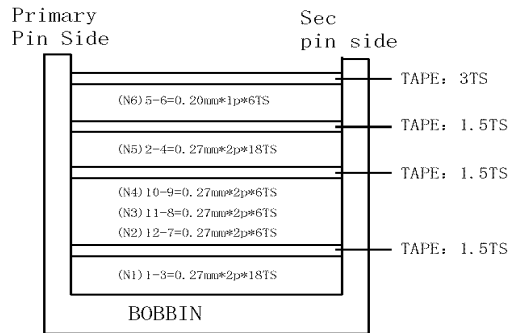 Primary
Pin Side
Sec
pin side
TAPE: 3TS
(N6)5-6=0.20mm*1p*6TS
TAPE: 1.5TS
(N5)2-4=0.27mm*2p*18TS
TAPE: 1.5TS
(N4)10-9=0.27mm*2p*6TS
(N3)11-8=0.27mm*2p*6TS
(N2)12-7=0.27mm*2p*6TS
TAPE: 1.5TS
(N1)1-3=0.27mm*2p*18TS
BOBBIN